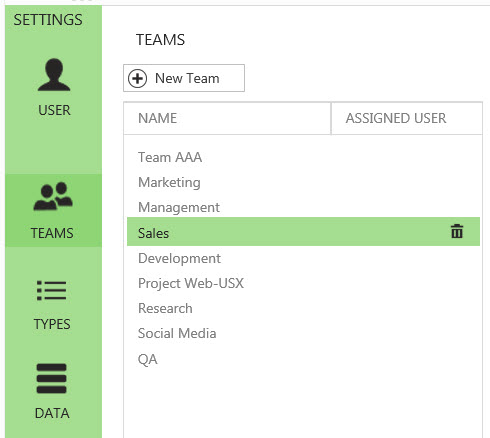 SETTINGS
USER
TEAMS
TYPES
DATA
TEAMS
New Team
NAME ASSIGNED USER
Team AAA
Marketing
Management
Sales
Development
Project Web-USX
Research
Social Media
QA